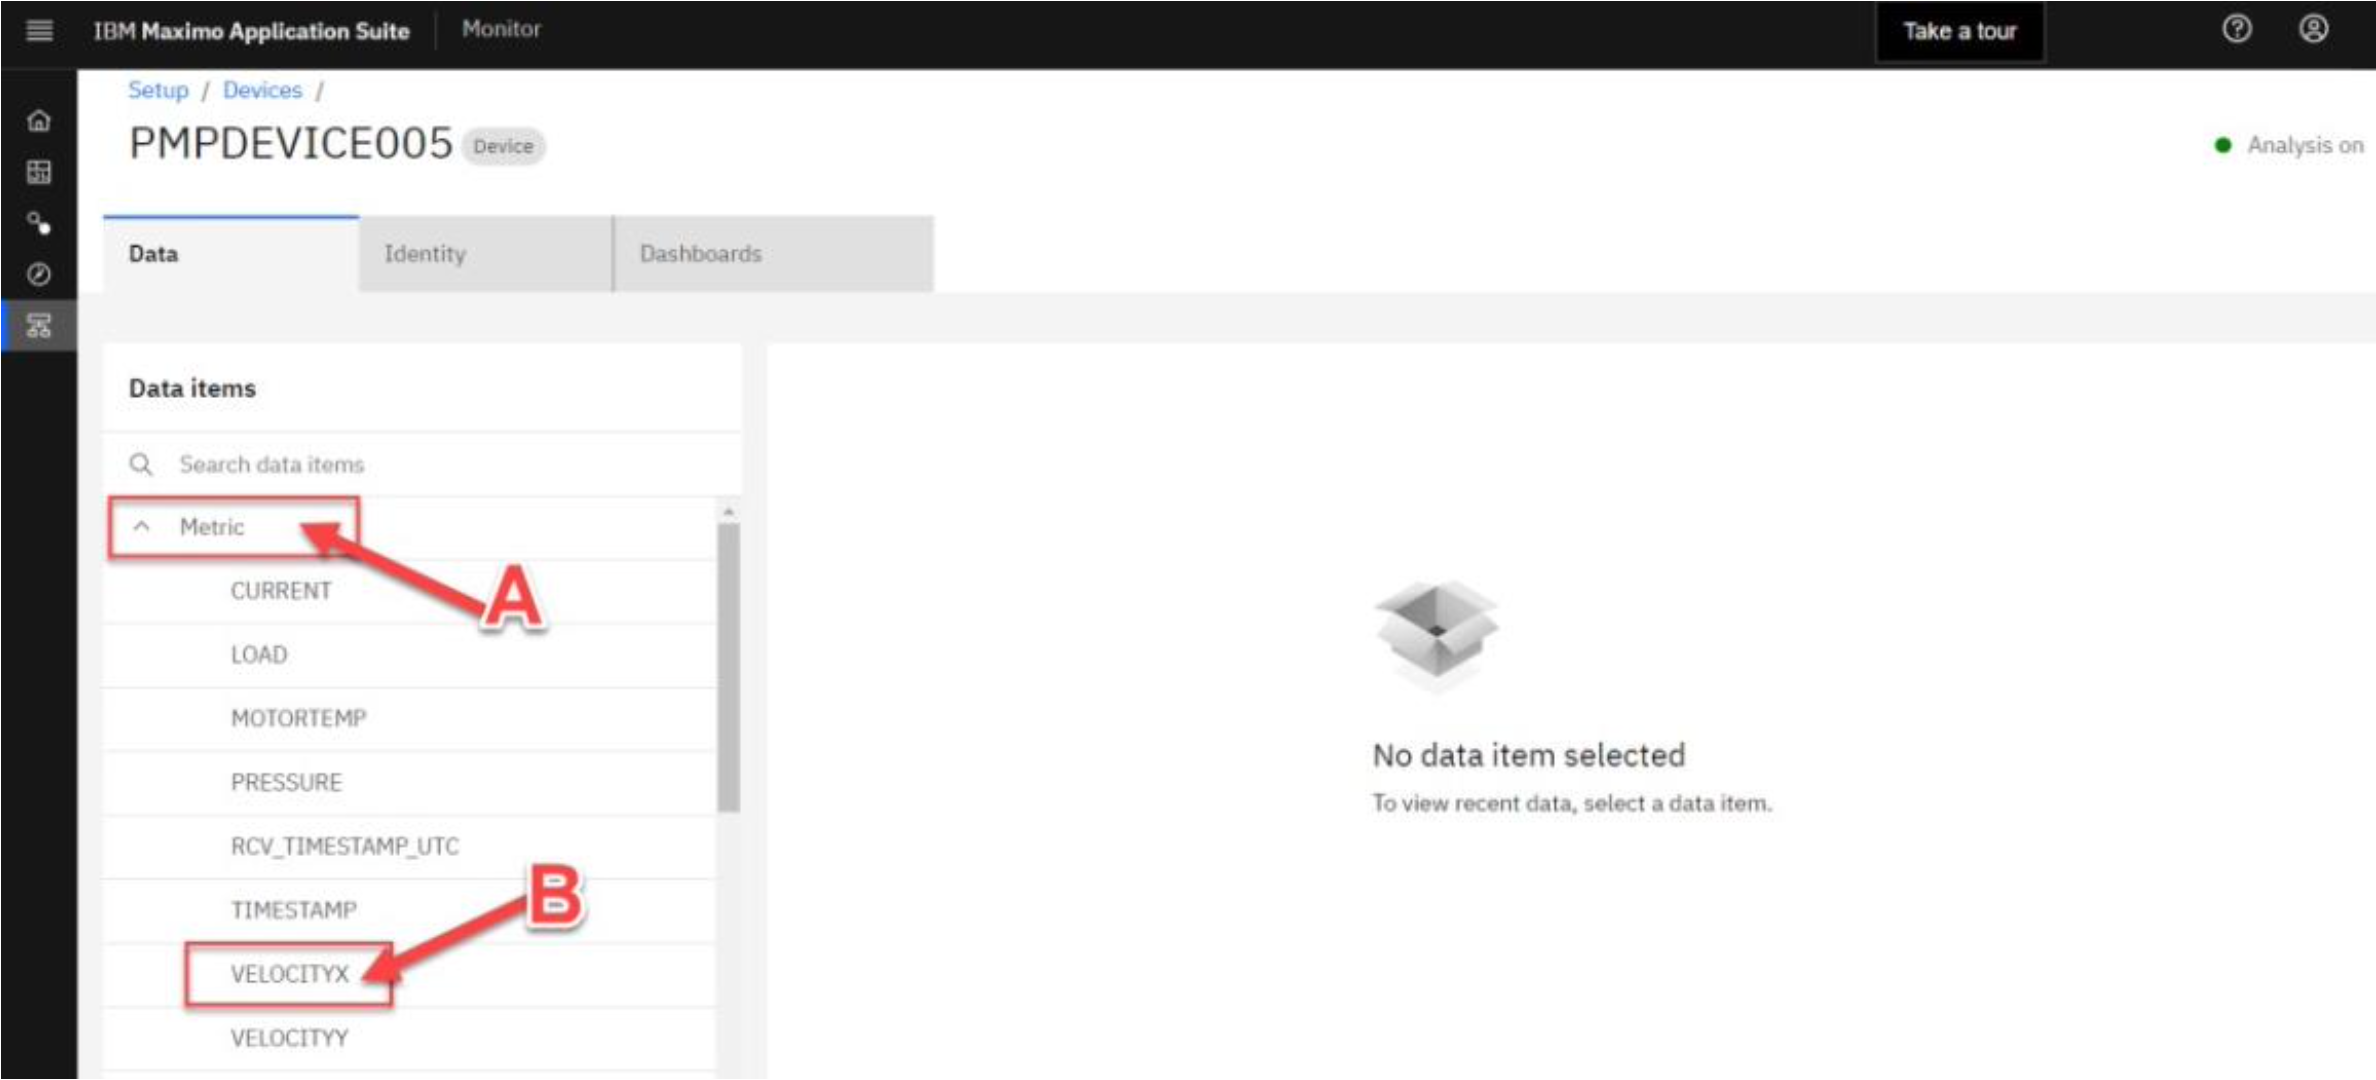 IBM Maximo Application Suite Monitor Take a tour
Setup / Devices /
PMPDEVICE005 Device
Analysis on
Data Identity Dashboards
Data items
Search data items
Metric
A
CURRENT
LOAD
MOTORTEMP
PRESSURE
RCV_TIMESTAMP_UTC
B
TIMESTAMP
VELOCITYX
VELOCITYY
No data item selected
To view recent data, select a data item.